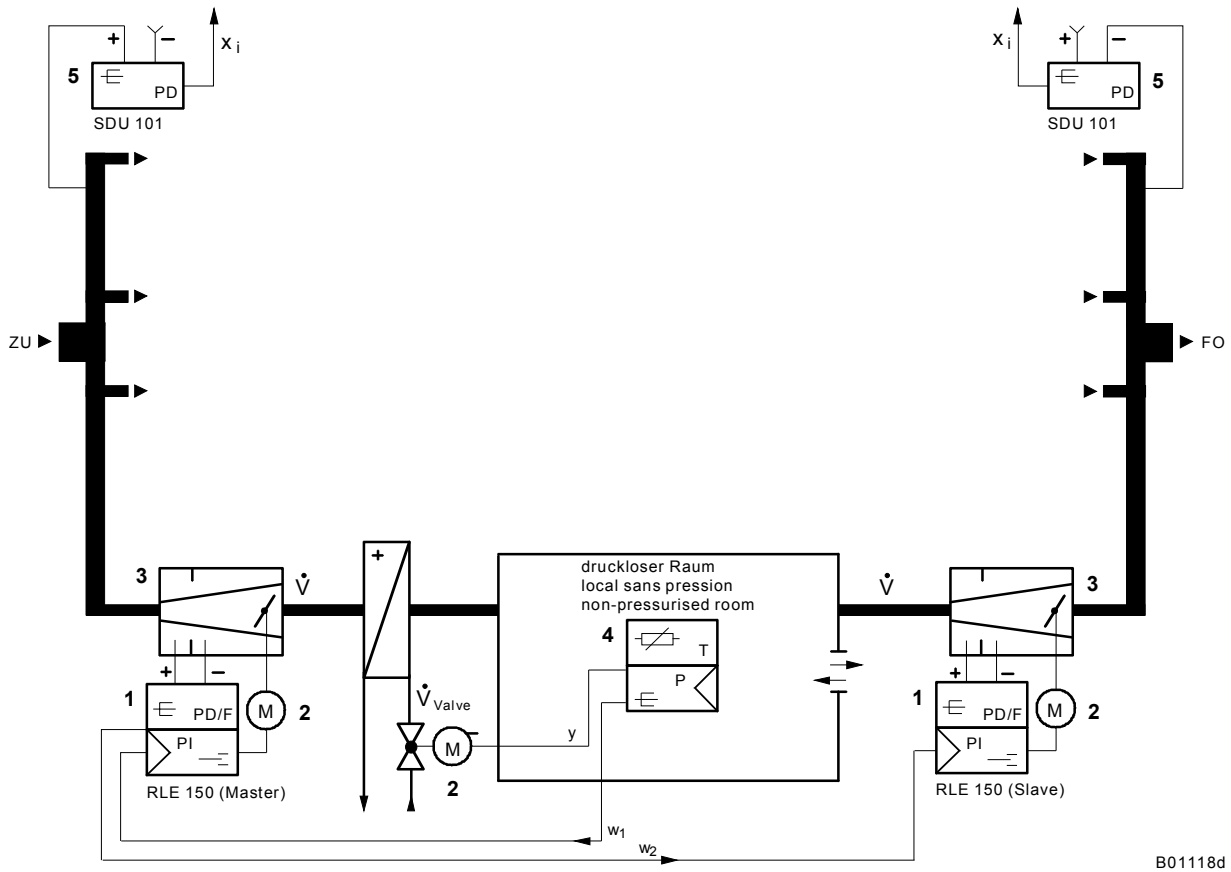 + − xᵢ
5
PD
SDU 101
xᵢ + −
5
PD
SDU 101
ZU
FO
3
V̇
+
druckloser Raum
local sans pression
non-pressurised room
4
T
P
V̇
3
+ −
1
PD/F
M
2
PI
RLE 150 (Master)
V̇Valve
M
2
y
+ −
1
PD/F
M
2
PI
RLE 150 (Slave)
w₁
w₂
B01118d